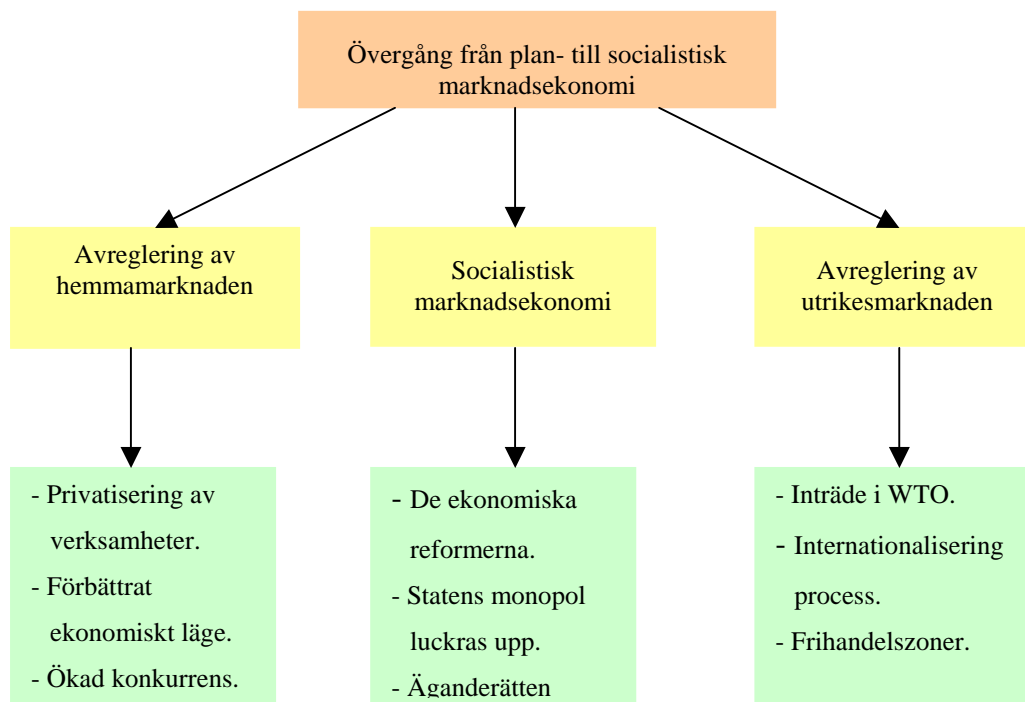 Övergång från plan- till socialistisk
marknadsekonomi
Avreglering av
hemmamarknaden
Socialistisk
marknadsekonomi
Avreglering av
utrikesmarknaden
- Privatisering av
verksamheter.
- Förbättrat
ekonomiskt läge.
- Ökad konkurrens.
- De ekonomiska
reformerna.
- Statens monopol
luckras upp.
- Äganderätten
- Inträde i WTO.
- Internationalisering
process.
- Frihandelszoner.